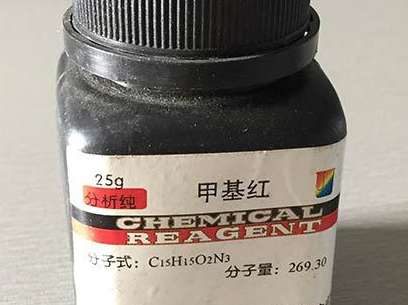 25g
甲基红
分析纯
CHEMICAL
REAGENT
分子式：C15H15O2N3
分子量：269.30